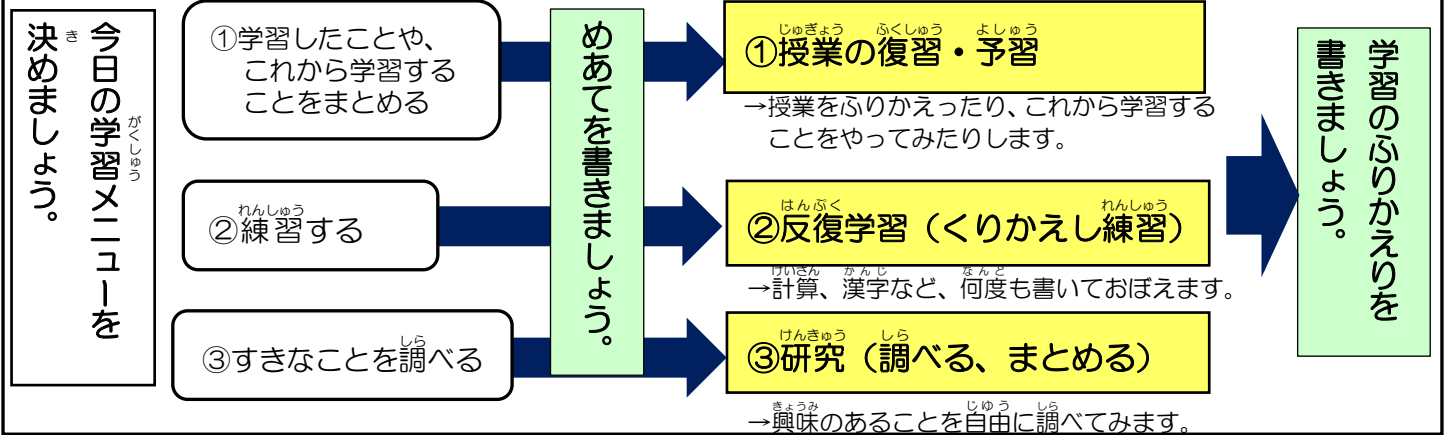 今日の学習メニューを
決めましょう。
①学習したことや、
これから学習する
ことをまとめる
②練習する
③すきなことを調べる
めあてを書きましょう。
①授業の復習・予習
→授業をふりかえったり、これから学習する
ことをやってみたりします。
②反復学習（くりかえし練習）
→計算、漢字など、何度も書いておぼえます。
③研究（調べる、まとめる）
→興味のあることを自由に調べてみます。
学習のふりかえりを
書きましょう。